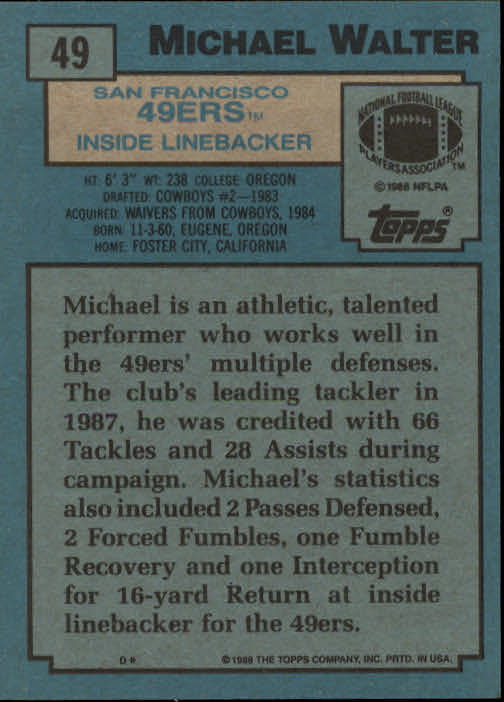 49
MICHAEL WALTER
SAN FRANCISCO
49ERS TM
INSIDE LINEBACKER
NATIONAL FOOTBALL LEAGUE
PLAYERS ASSOCIATION TM
© 1988 NFLPA
Topps®
HT: 6' 3" WT: 238 COLLEGE: OREGON
DRAFTED: COWBOYS #2—1983
ACQUIRED: WAIVERS FROM COWBOYS, 1984
BORN: 11-3-60, EUGENE, OREGON
HOME: FOSTER CITY, CALIFORNIA
Michael is an athletic, talented
performer who works well in
the 49ers' multiple defenses.
The club's leading tackler in
1987, he was credited with 66
Tackles and 28 Assists during
campaign. Michael's statistics
also included 2 Passes Defensed,
2 Forced Fumbles, one Fumble
Recovery and one Interception
for 16-yard Return at inside
linebacker for the 49ers.
D*
© 1988 THE TOPPS COMPANY, INC. PRTD. IN USA.